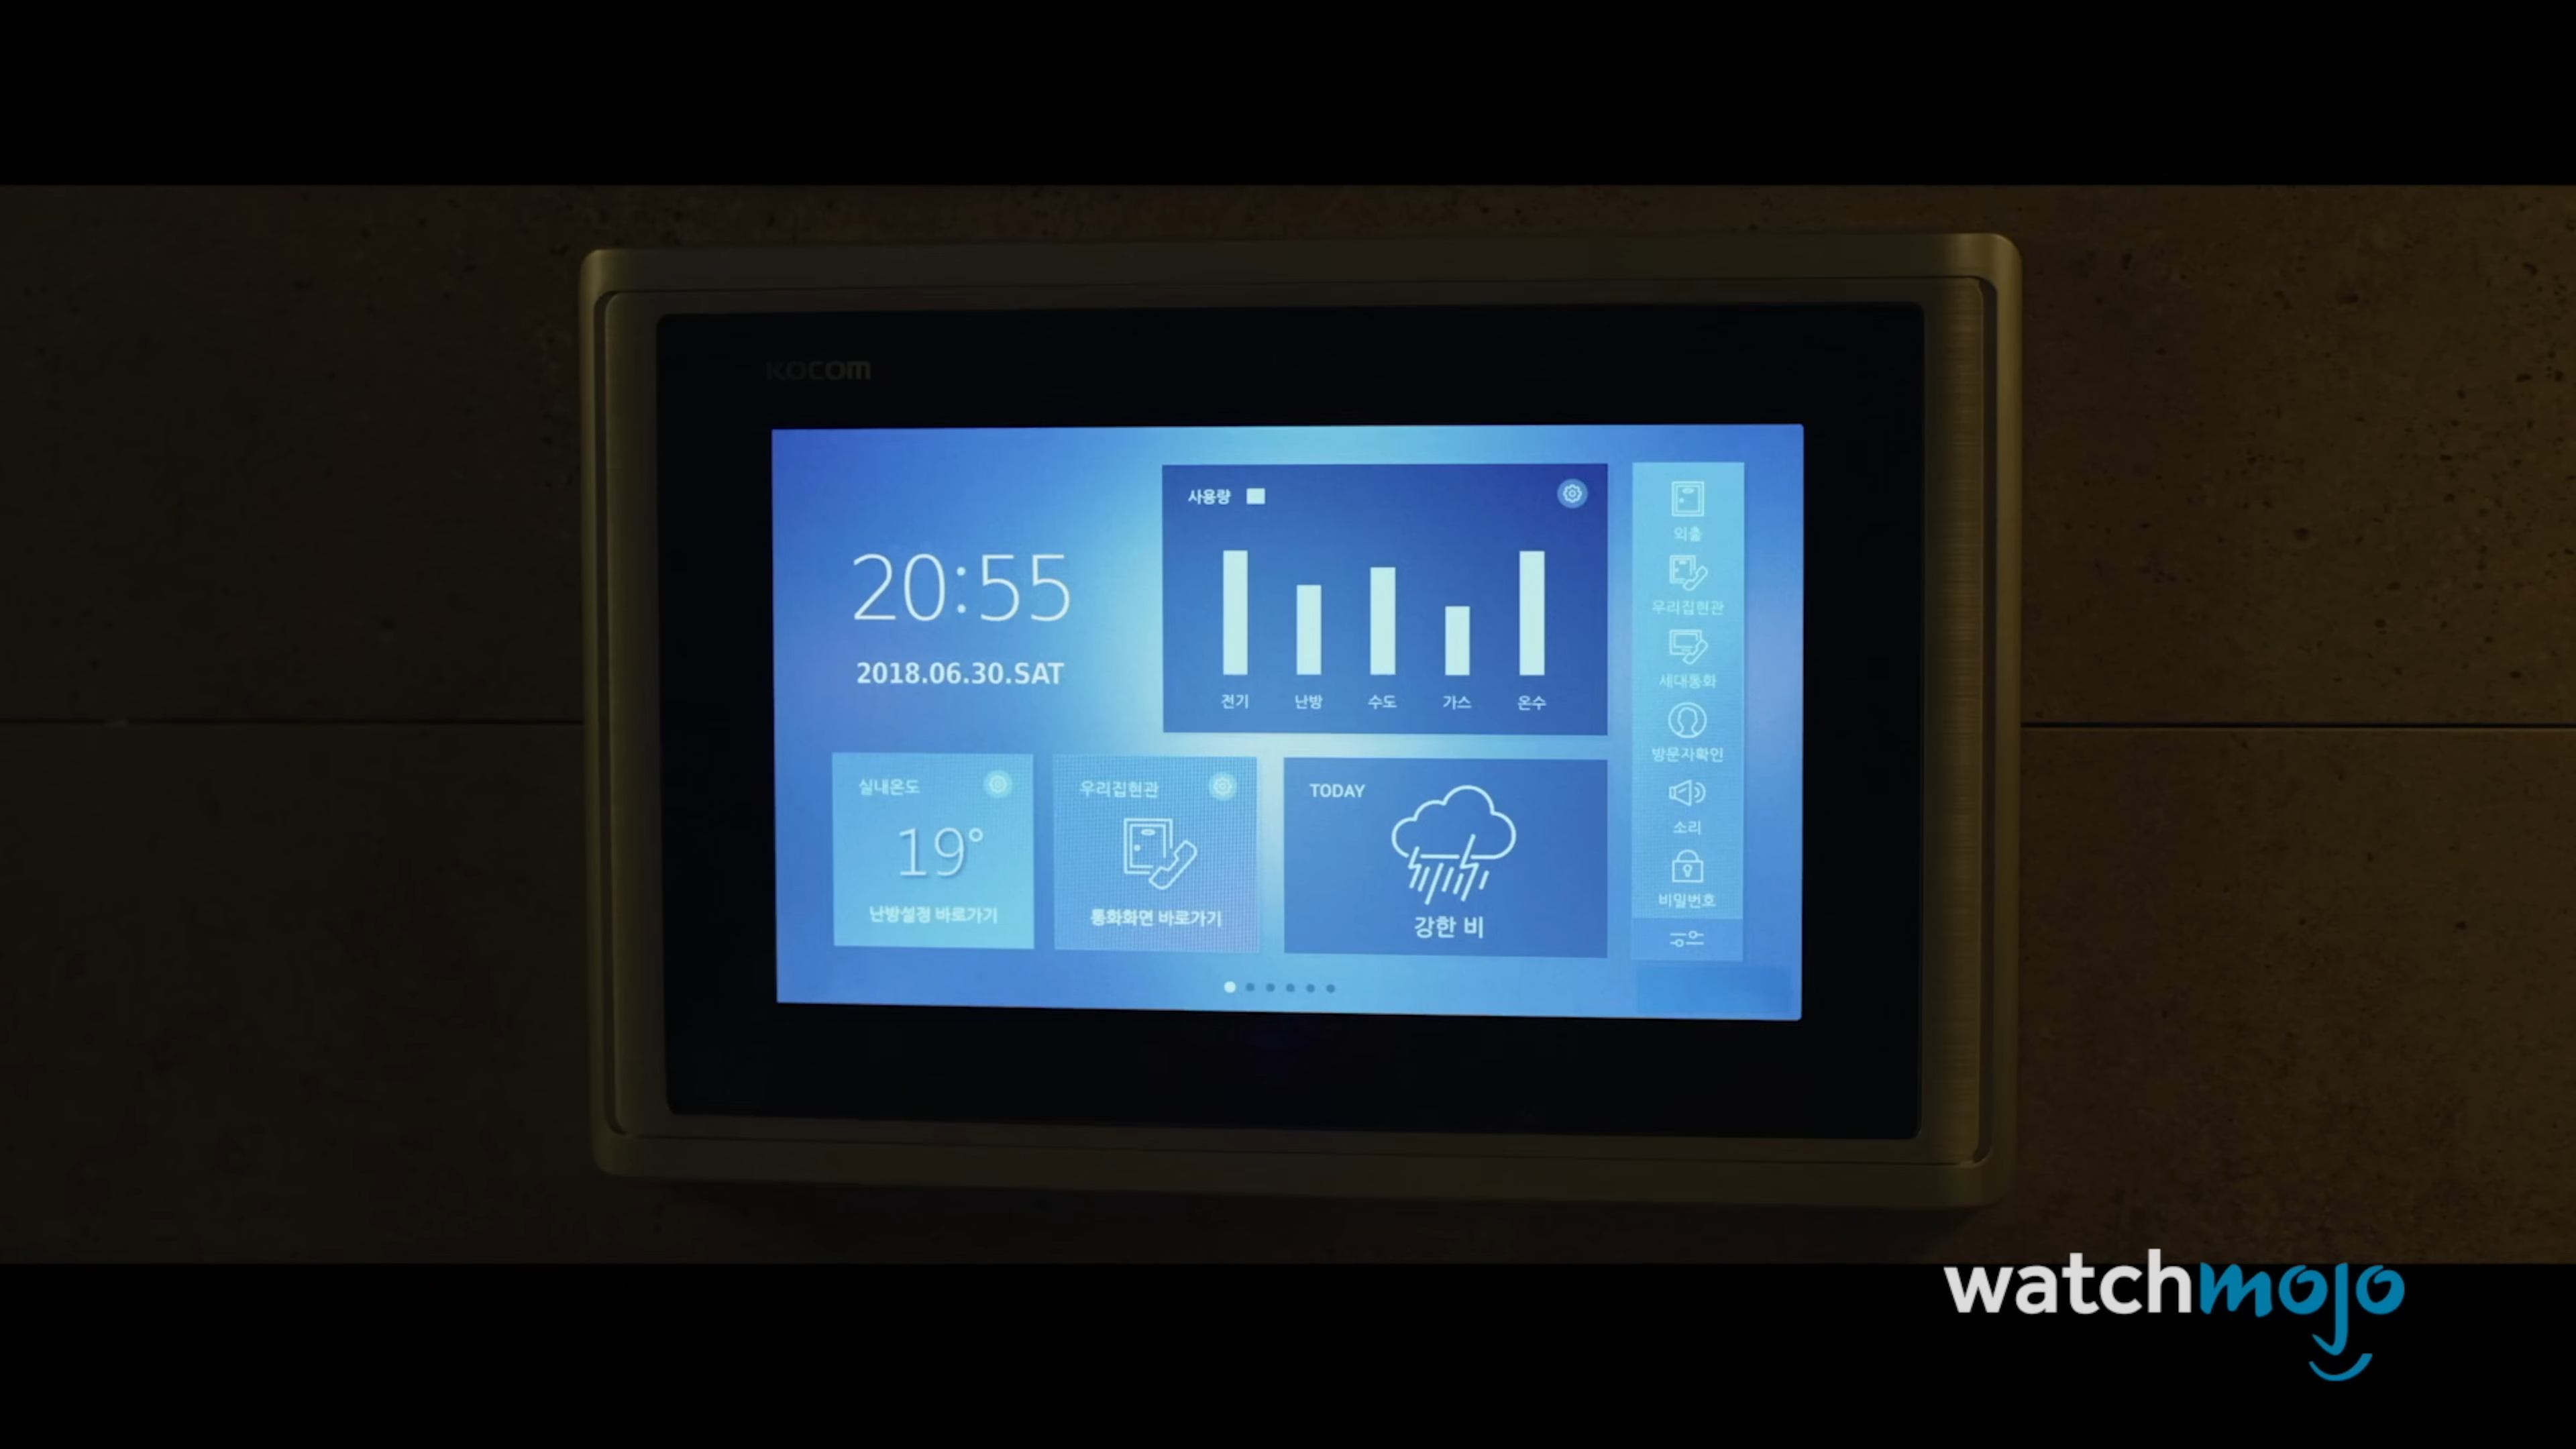 KOCOM
20:55
2018.06.30.SAT
사용량
전기 난방 수도 가스 온수
실내온도
19°
난방설정 바로가기
우리집현관
통화화면 바로가기
TODAY
강한 비
외출
우리집현관
세대통화
방문자확인
소리
비밀번호
watchmojo